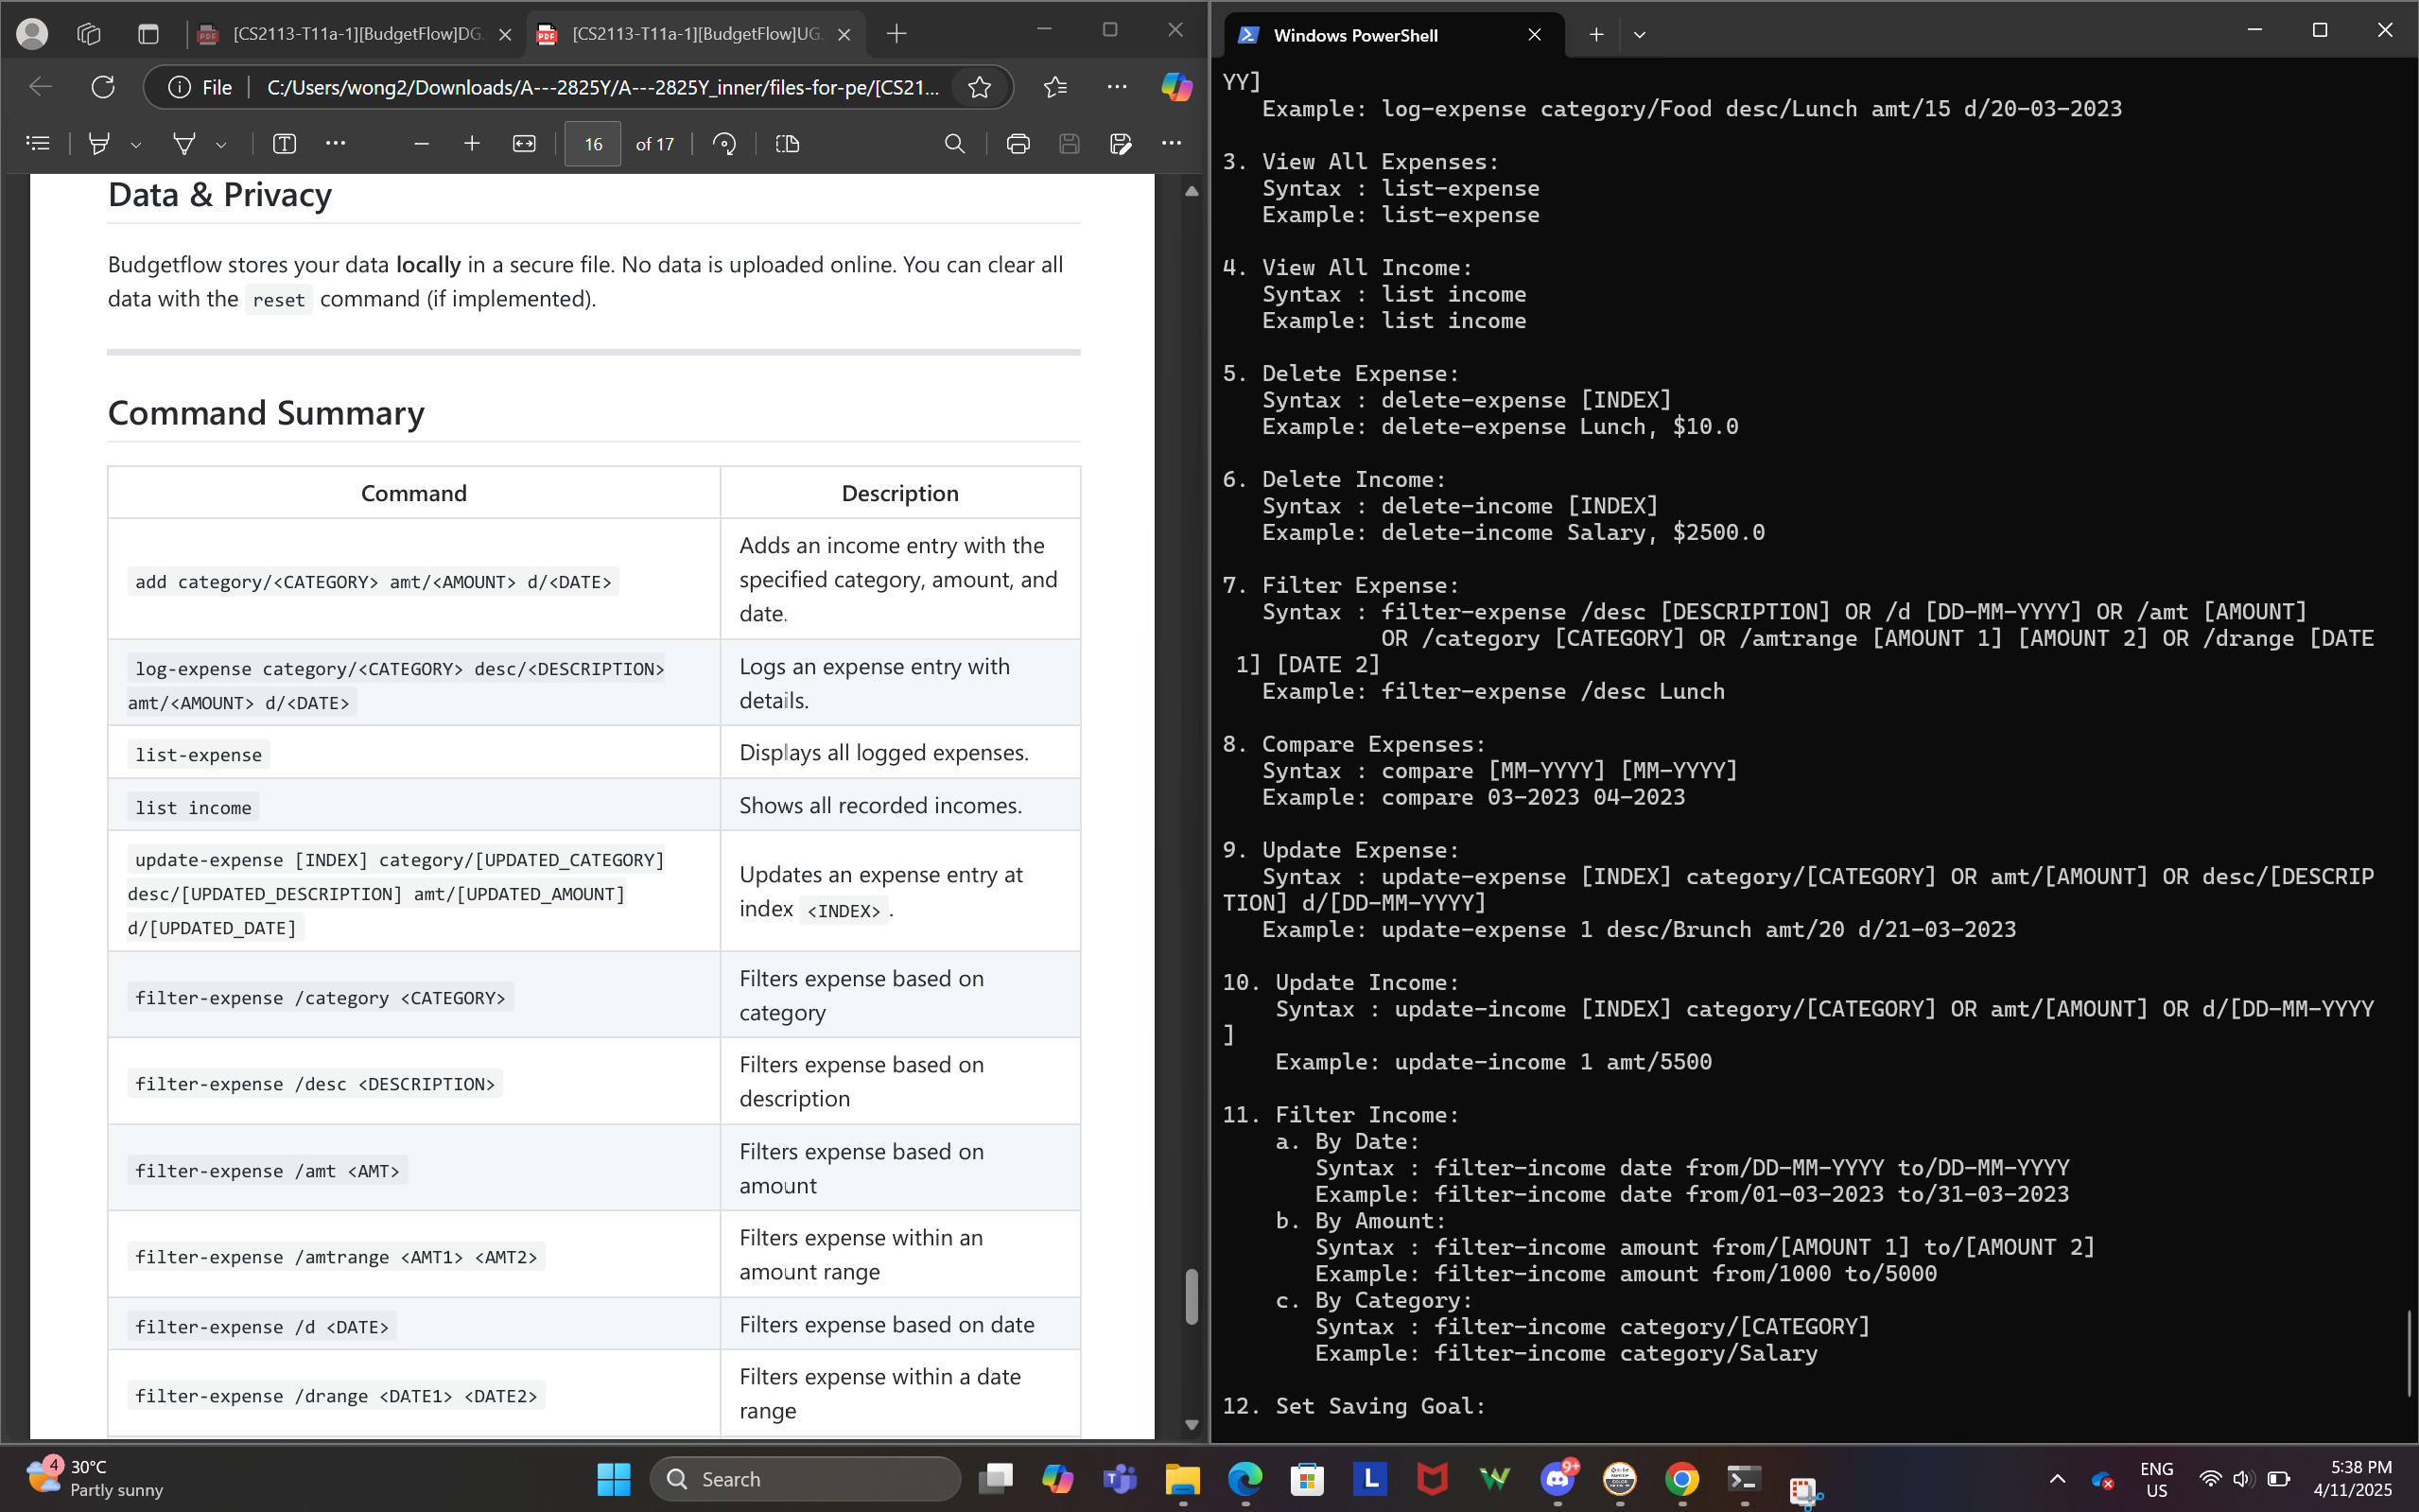 [CS2113-T11a-1][BudgetFlow]DG.
[CS2113-T11a-1][BudgetFlow]UG.
File
C:/Users/wong2/Downloads/A---2825Y/A---2825Y_inner/files-for-pe/[CS21...
16 of 17
Data & Privacy
Budgetflow stores your data locally in a secure file. No data is uploaded online. You can clear all
data with the reset command (if implemented).
Command Summary
Command Description
add category/<CATEGORY> amt/<AMOUNT> d/<DATE>
Adds an income entry with the
specified category, amount, and
date.
log-expense category/<CATEGORY> desc/<DESCRIPTION>
amt/<AMOUNT> d/<DATE>
Logs an expense entry with
details.
list-expense
Displays all logged expenses.
list income
Shows all recorded incomes.
update-expense [INDEX] category/[UPDATED_CATEGORY]
desc/[UPDATED_DESCRIPTION] amt/[UPDATED_AMOUNT]
d/[UPDATED_DATE]
Updates an expense entry at
index <INDEX>.
filter-expense /category <CATEGORY>
Filters expense based on
category
filter-expense /desc <DESCRIPTION>
Filters expense based on
description
filter-expense /amt <AMT>
Filters expense based on
amount
filter-expense /amtrange <AMT1> <AMT2>
Filters expense within an
amount range
filter-expense /d <DATE>
Filters expense based on date
filter-expense /drange <DATE1> <DATE2>
Filters expense within a date
range
Windows PowerShell
YY]
Example: log-expense category/Food desc/Lunch amt/15 d/20-03-2023
3. View All Expenses:
Syntax : list-expense
Example: list-expense
4. View All Income:
Syntax : list income
Example: list income
5. Delete Expense:
Syntax : delete-expense [INDEX]
Example: delete-expense Lunch, $10.0
6. Delete Income:
Syntax : delete-income [INDEX]
Example: delete-income Salary, $2500.0
7. Filter Expense:
Syntax : filter-expense /desc [DESCRIPTION] OR /d [DD-MM-YYYY] OR /amt [AMOUNT]
OR /category [CATEGORY] OR /amtrange [AMOUNT 1] [AMOUNT 2] OR /drange [DATE
1] [DATE 2]
Example: filter-expense /desc Lunch
8. Compare Expenses:
Syntax : compare [MM-YYYY] [MM-YYYY]
Example: compare 03-2023 04-2023
9. Update Expense:
Syntax : update-expense [INDEX] category/[CATEGORY] OR amt/[AMOUNT] OR desc/[DESCRIP
TION] d/[DD-MM-YYYY]
Example: update-expense 1 desc/Brunch amt/20 d/21-03-2023
10. Update Income:
Syntax : update-income [INDEX] category/[CATEGORY] OR amt/[AMOUNT] OR d/[DD-MM-YYYY
]
Example: update-income 1 amt/5500
11. Filter Income:
a. By Date:
Syntax : filter-income date from/DD-MM-YYYY to/DD-MM-YYYY
Example: filter-income date from/01-03-2023 to/31-03-2023
b. By Amount:
Syntax : filter-income amount from/[AMOUNT 1] to/[AMOUNT 2]
Example: filter-income amount from/1000 to/5000
c. By Category:
Syntax : filter-income category/[CATEGORY]
Example: filter-income category/Salary
12. Set Saving Goal:
4
30°C
Partly sunny
Search
L
9+
ENG
US
5:38 PM
4/11/2025